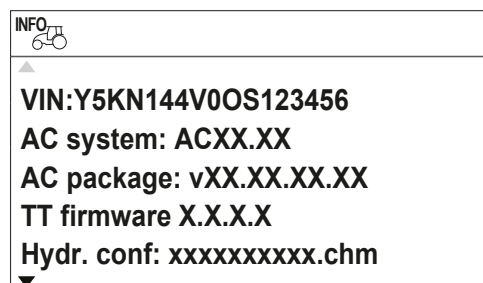 INFO
VIN:Y5KN144V0OS123456
AC system: ACXX.XX
AC package: vXX.XX.XX.XX
TT firmware X.X.X.X
Hydr. conf: xxxxxxxxxx.chm